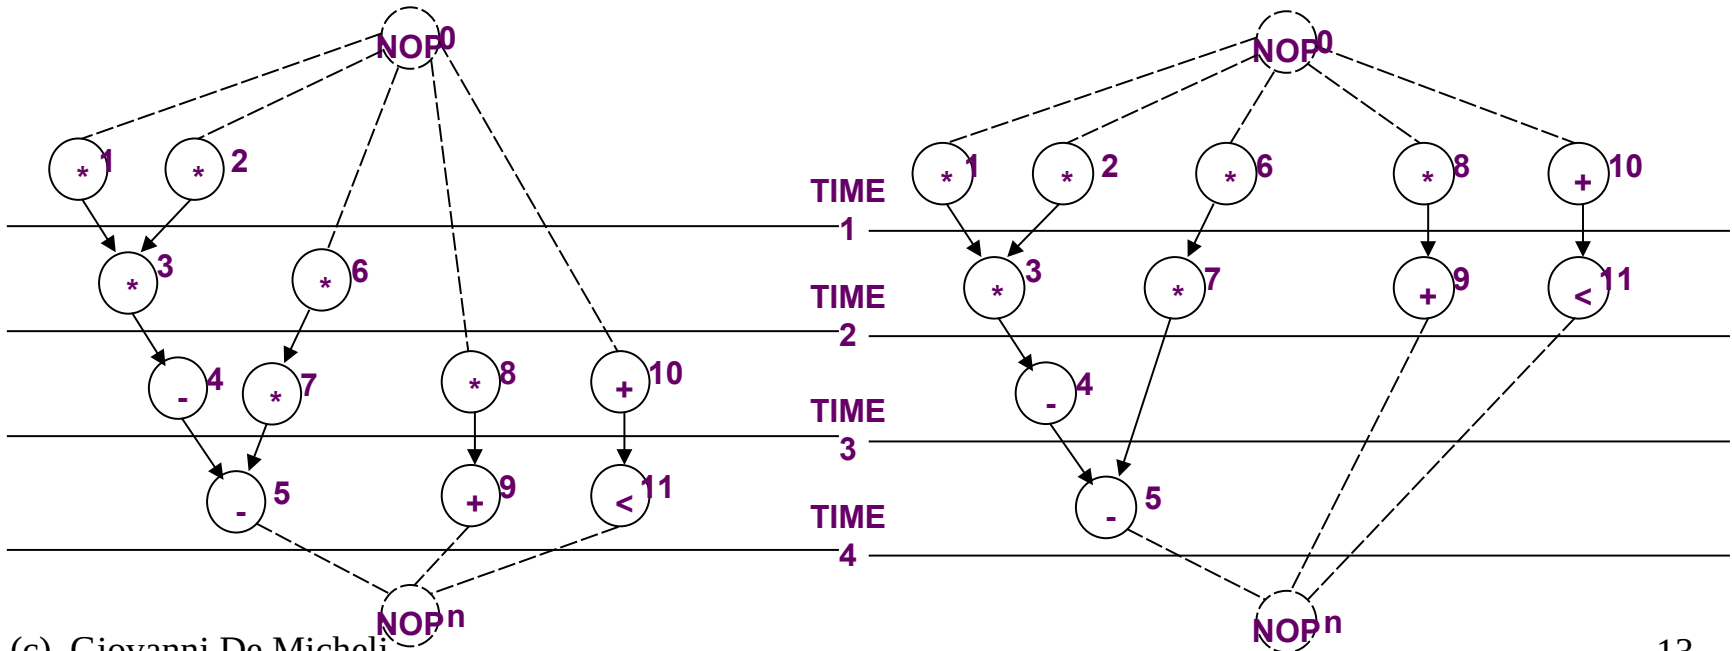 NOP 0
NOP 0
* 1
* 2
* 1
* 2
* 6
* 8
+ 10
TIME 1
* 3
* 6
* 3
* 7
+ 9
< 11
TIME 2
- 4
* 7
* 8
+ 10
- 4
TIME 3
- 5
+ 9
< 11
- 5
TIME 4
NOP n
NOP n
(c) Giovanni De Micheli
13